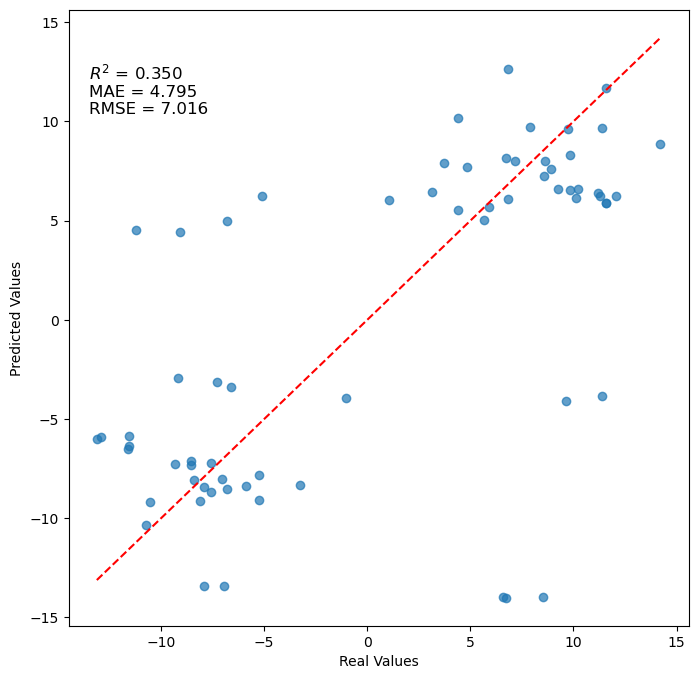 15
10
5
0
−5
−10
−15
R² = 0.350
MAE = 4.795
RMSE = 7.016
Predicted Values
−10
−5
0
5
10
15
Real Values